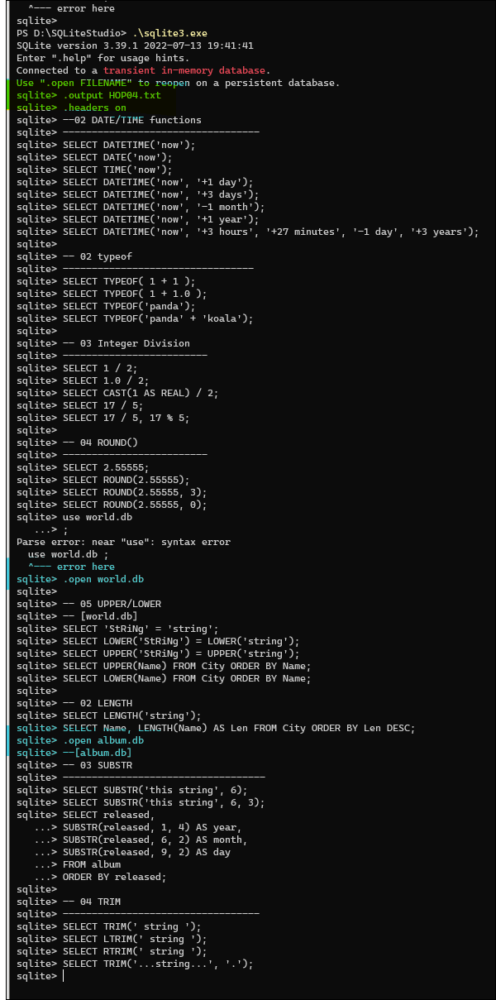 ^--- error here
sqlite>
PS D:\SQLiteStudio> .\sqlite3.exe
SQLite version 3.39.1 2022-07-13 19:41:41
Enter ".help" for usage hints.
Connected to a transient in-memory database.
Use ".open FILENAME" to reopen on a persistent database.
sqlite> .output HOP04.txt
sqlite> .headers on
sqlite> --02 DATE/TIME functions
sqlite> ----------------------------------
sqlite> SELECT DATETIME('now');
sqlite> SELECT DATE('now');
sqlite> SELECT TIME('now');
sqlite> SELECT DATETIME('now', '+1 day');
sqlite> SELECT DATETIME('now', '+3 days');
sqlite> SELECT DATETIME('now', '-1 month');
sqlite> SELECT DATETIME('now', '+1 year');
sqlite> SELECT DATETIME('now', '+3 hours', '+27 minutes', '-1 day', '+3 years');
sqlite>
sqlite> -- 02 typeof
sqlite> ---------------------------------
sqlite> SELECT TYPEOF( 1 + 1 );
sqlite> SELECT TYPEOF( 1 + 1.0 );
sqlite> SELECT TYPEOF('panda');
sqlite> SELECT TYPEOF('panda' + 'koala');
sqlite>
sqlite> -- 03 Integer Division
sqlite> -------------------------
sqlite> SELECT 1 / 2;
sqlite> SELECT 1.0 / 2;
sqlite> SELECT CAST(1 AS REAL) / 2;
sqlite> SELECT 17 / 5;
sqlite> SELECT 17 / 5, 17 % 5;
sqlite>
sqlite> -- 04 ROUND()
sqlite> -------------------------
sqlite> SELECT 2.55555;
sqlite> SELECT ROUND(2.55555);
sqlite> SELECT ROUND(2.55555, 3);
sqlite> SELECT ROUND(2.55555, 0);
sqlite> use world.db
...> ;
Parse error: near "use": syntax error
use world.db ;
^--- error here
sqlite> .open world.db
sqlite>
sqlite> -- 05 UPPER/LOWER
sqlite> -- [world.db]
sqlite> SELECT 'StRiNg' = 'string';
sqlite> SELECT LOWER('StRiNg') = LOWER('string');
sqlite> SELECT UPPER('StRiNg') = UPPER('string');
sqlite> SELECT UPPER(Name) FROM City ORDER BY Name;
sqlite> SELECT LOWER(Name) FROM City ORDER BY Name;
sqlite>
sqlite> -- 02 LENGTH
sqlite> SELECT LENGTH('string');
sqlite> SELECT Name, LENGTH(Name) AS Len FROM City ORDER BY Len DESC;
sqlite> .open album.db
sqlite> --[album.db]
sqlite> -- 03 SUBSTR
sqlite> -----------------------------------
sqlite> SELECT SUBSTR('this string', 6);
sqlite> SELECT SUBSTR('this string', 6, 3);
sqlite> SELECT released,
...> SUBSTR(released, 1, 4) AS year,
...> SUBSTR(released, 6, 2) AS month,
...> SUBSTR(released, 9, 2) AS day
...> FROM album
...> ORDER BY released;
sqlite>
sqlite> -- 04 TRIM
sqlite> ----------------------------------
sqlite> SELECT TRIM(' string ');
sqlite> SELECT LTRIM(' string ');
sqlite> SELECT RTRIM(' string ');
sqlite> SELECT TRIM('...string...', '.');
sqlite>